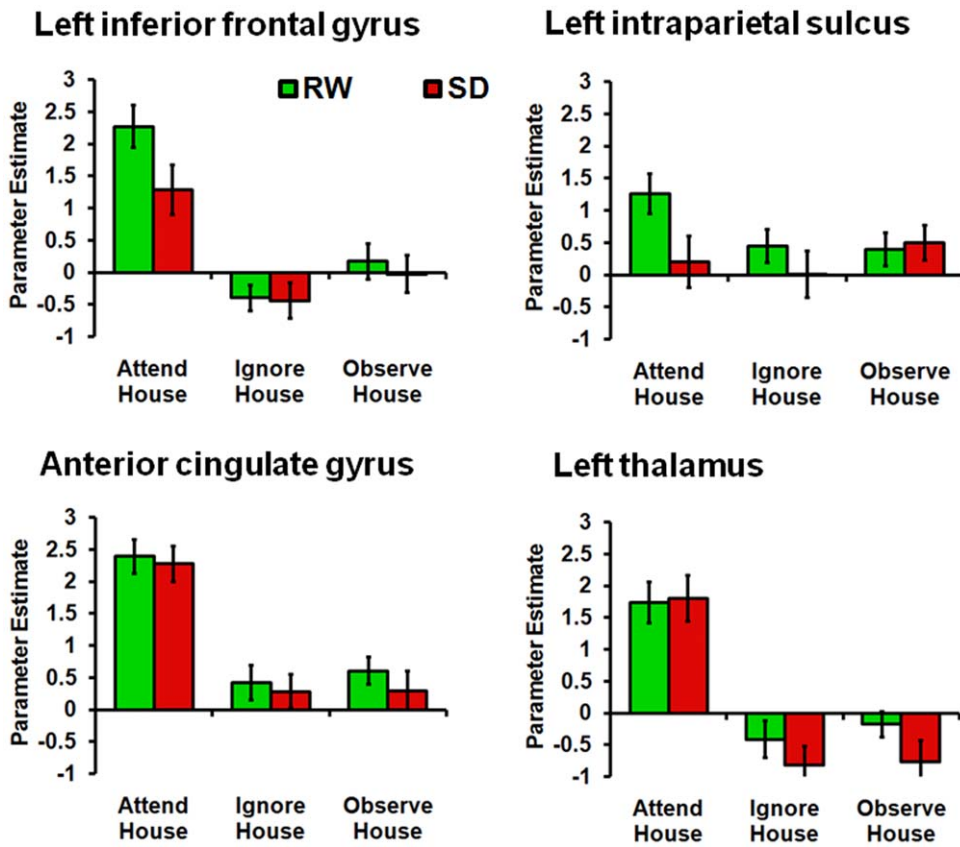 Left inferior frontal gyrus
RW SD
Parameter Estimate
3
2.5
2
1.5
1
0.5
0
-0.5
-1
Attend House
Ignore House
Observe House
Left intraparietal sulcus
Parameter Estimate
3
2.5
2
1.5
1
0.5
0
-0.5
-1
Attend House
Ignore House
Observe House
Anterior cingulate gyrus
Parameter Estimate
3
2.5
2
1.5
1
0.5
0
-0.5
-1
Attend House
Ignore House
Observe House
Left thalamus
Parameter Estimate
3
2.5
2
1.5
1
0.5
0
-0.5
-1
Attend House
Ignore House
Observe House